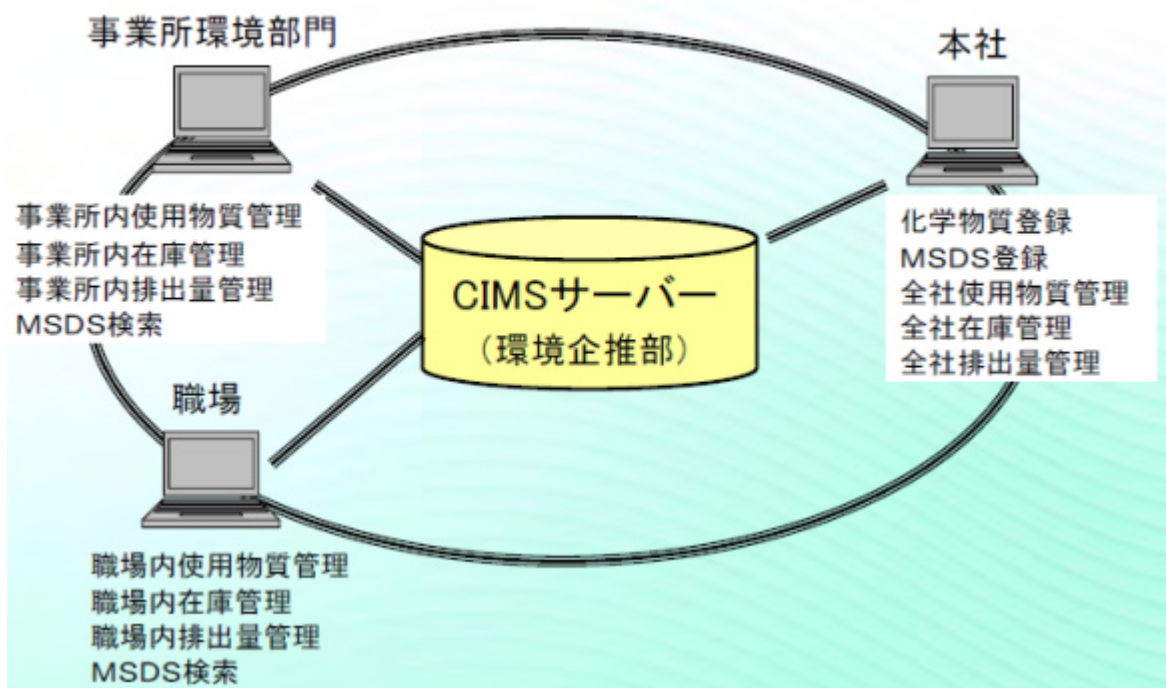 事業所環境部門
本社
事業所内使用物質管理
事業所内在庫管理
事業所内排出量管理
MSDS検索
化学物質登録
MSDS登録
全社使用物質管理
全社在庫管理
全社排出量管理
CIMSサーバー
（環境企推部）
職場
職場内使用物質管理
職場内在庫管理
職場内排出量管理
MSDS検索